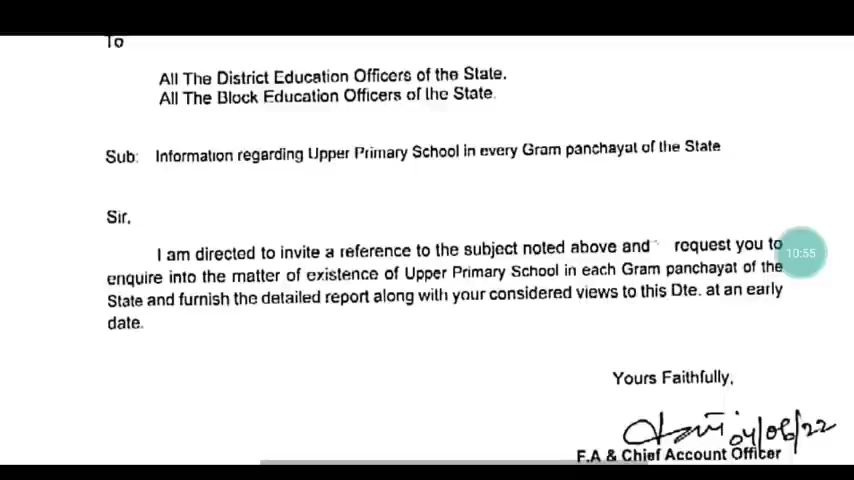 To
All The District Education Officers of the State.
All The Block Education Officers of the State.
Sub: Information regarding Upper Primary School in every Gram panchayat of the State
Sir,
I am directed to invite a reference to the subject noted above and request you to
enquire into the matter of existence of Upper Primary School in each Gram panchayat of the
State and furnish the detailed report along with your considered views to this Dte. at an early
date.
10:55
Yours Faithfully,
04/06/22
F.A & Chief Account Officer